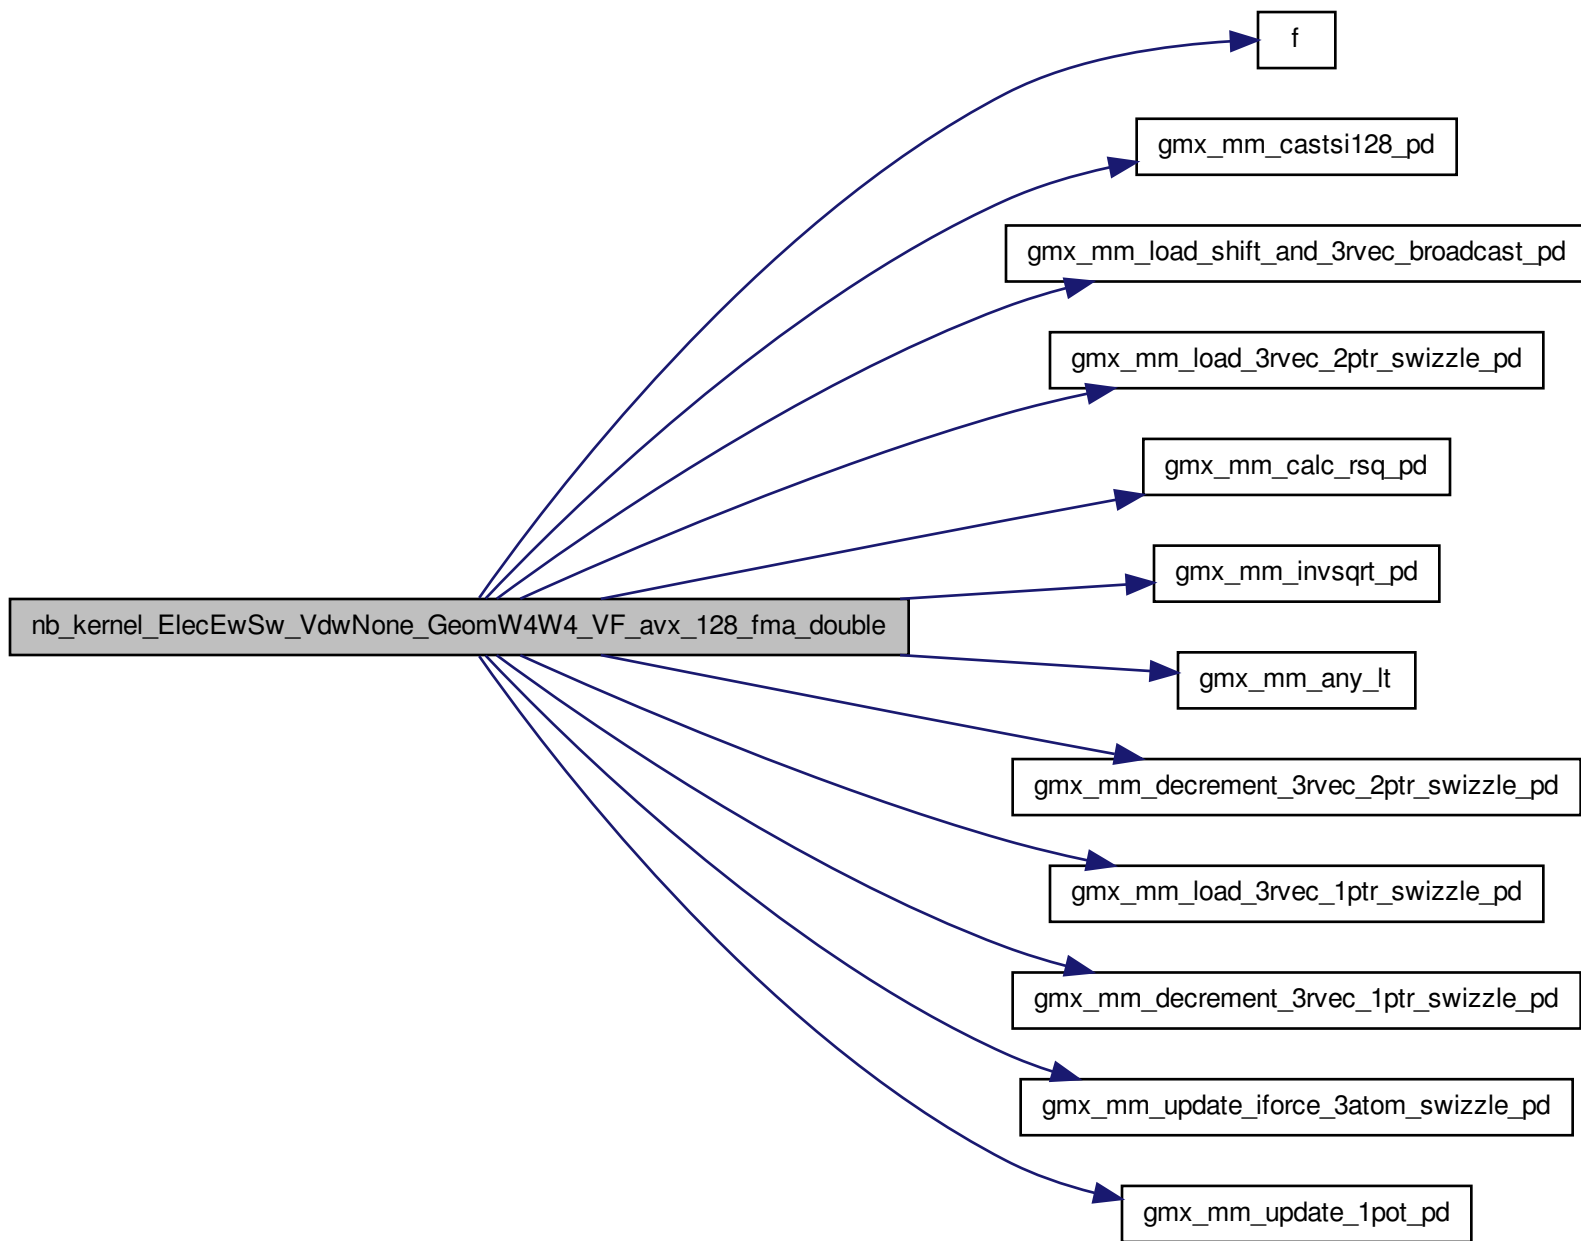 f
gmx_mm_castsi128_pd
gmx_mm_load_shift_and_3rvec_broadcast_pd
gmx_mm_load_3rvec_2ptr_swizzle_pd
gmx_mm_calc_rsq_pd
gmx_mm_invsqrt_pd
nb_kernel_ElecEwSw_VdwNone_GeomW4W4_VF_avx_128_fma_double
gmx_mm_any_lt
gmx_mm_decrement_3rvec_2ptr_swizzle_pd
gmx_mm_load_3rvec_1ptr_swizzle_pd
gmx_mm_decrement_3rvec_1ptr_swizzle_pd
gmx_mm_update_iforce_3atom_swizzle_pd
gmx_mm_update_1pot_pd